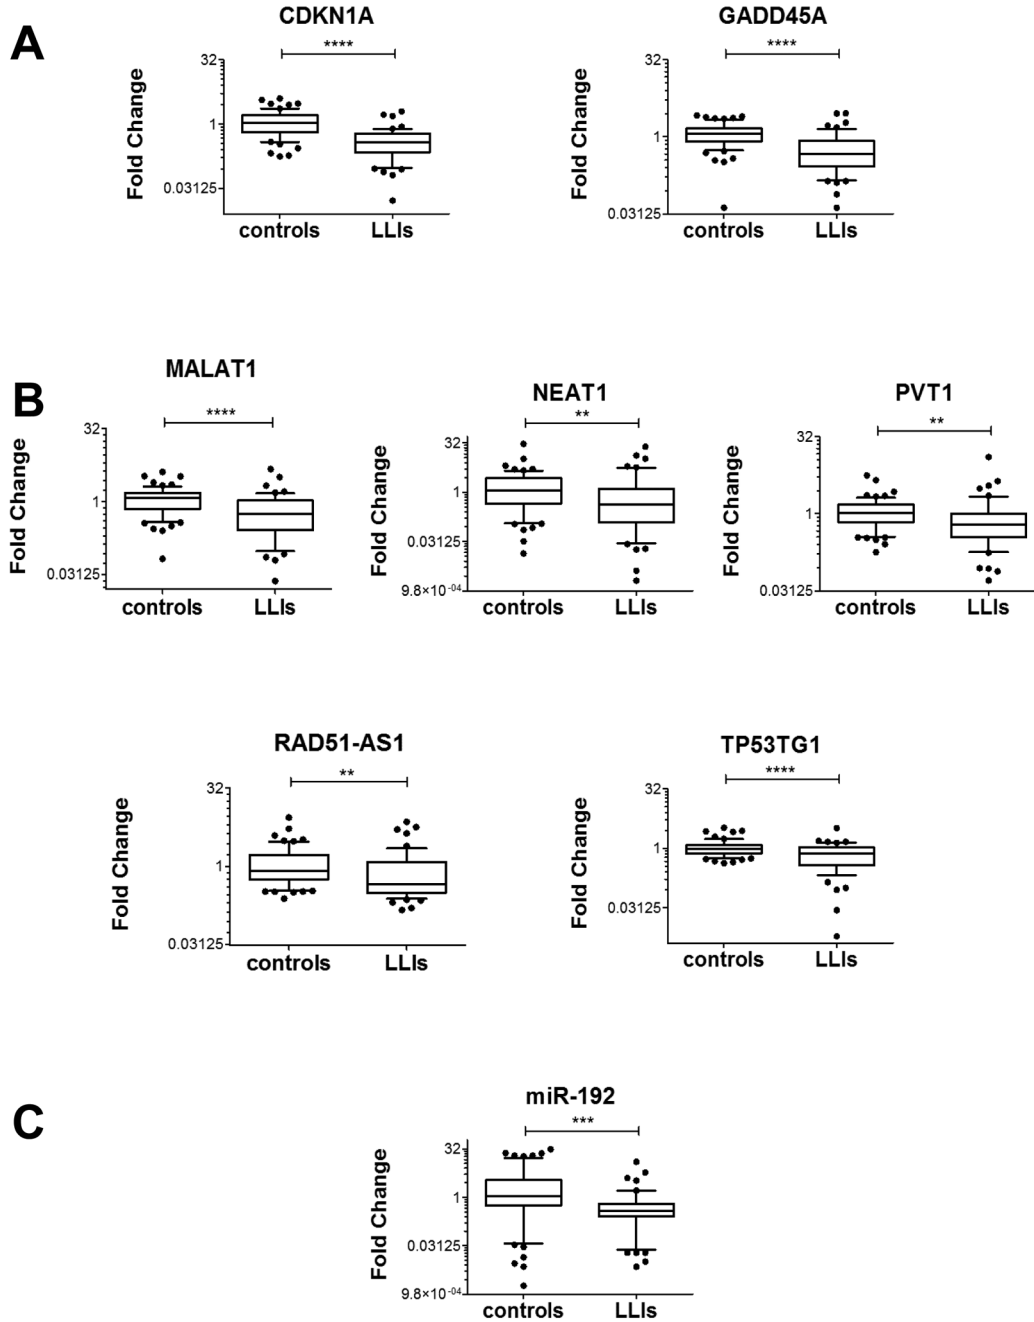 A
CDKN1A
****
Fold Change
32
1
0.03125
controls
LLIs
GADD45A
****
Fold Change
32
1
0.03125
controls
LLIs
B
MALAT1
****
Fold Change
32
1
0.03125
controls
LLIs
NEAT1
**
Fold Change
32
1
0.03125
9.8×10-04
controls
LLIs
PVT1
**
Fold Change
32
1
0.03125
controls
LLIs
RAD51-AS1
**
Fold Change
32
1
0.03125
controls
LLIs
TP53TG1
****
Fold Change
32
1
0.03125
controls
LLIs
C
miR-192
***
Fold Change
32
1
0.03125
9.8×10-04
controls
LLIs